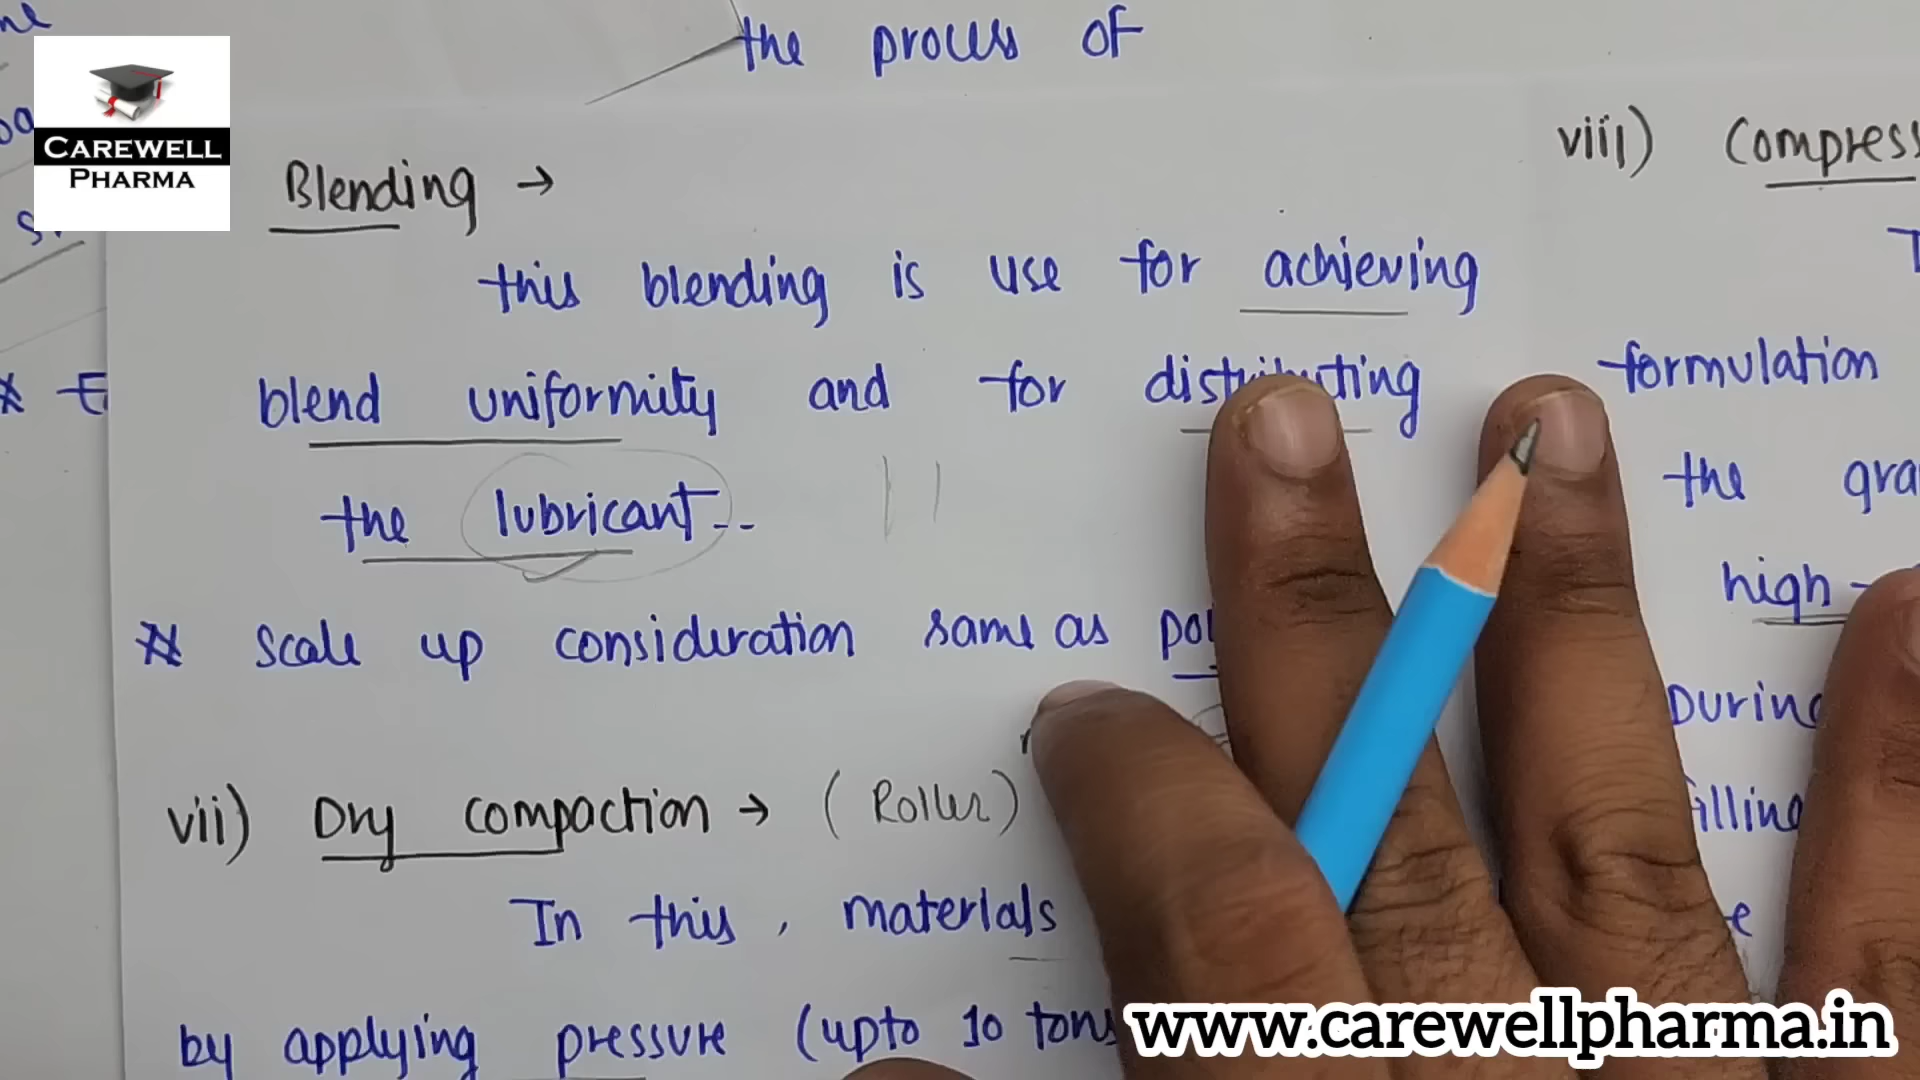 the process of
CAREWELL
PHARMA
Blending →
this blending is use for achieving
blend uniformity and for distributing
the lubricant--
scale up consideration same as
vii) Dry compaction → (Roller)
In this, materials
by applying pressure (upto 10 tons
viii) Compress
formulation
the gra
high -
During
filling
www.carewellpharma.in